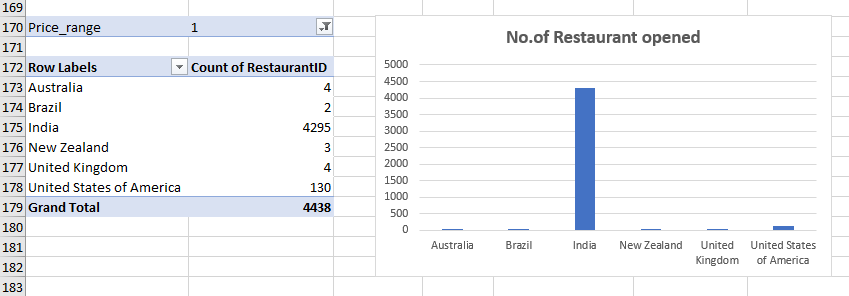 169
170 Price_range 1
171
172 Row Labels Count of RestaurantID
173 Australia 4
174 Brazil 2
175 India 4295
176 New Zealand 3
177 United Kingdom 4
178 United States of America 130
179 Grand Total 4438
180
181
182
183
No.of Restaurant opened
5000
4500
4000
3500
3000
2500
2000
1500
1000
500
0
Australia Brazil India New Zealand United Kingdom United States of America